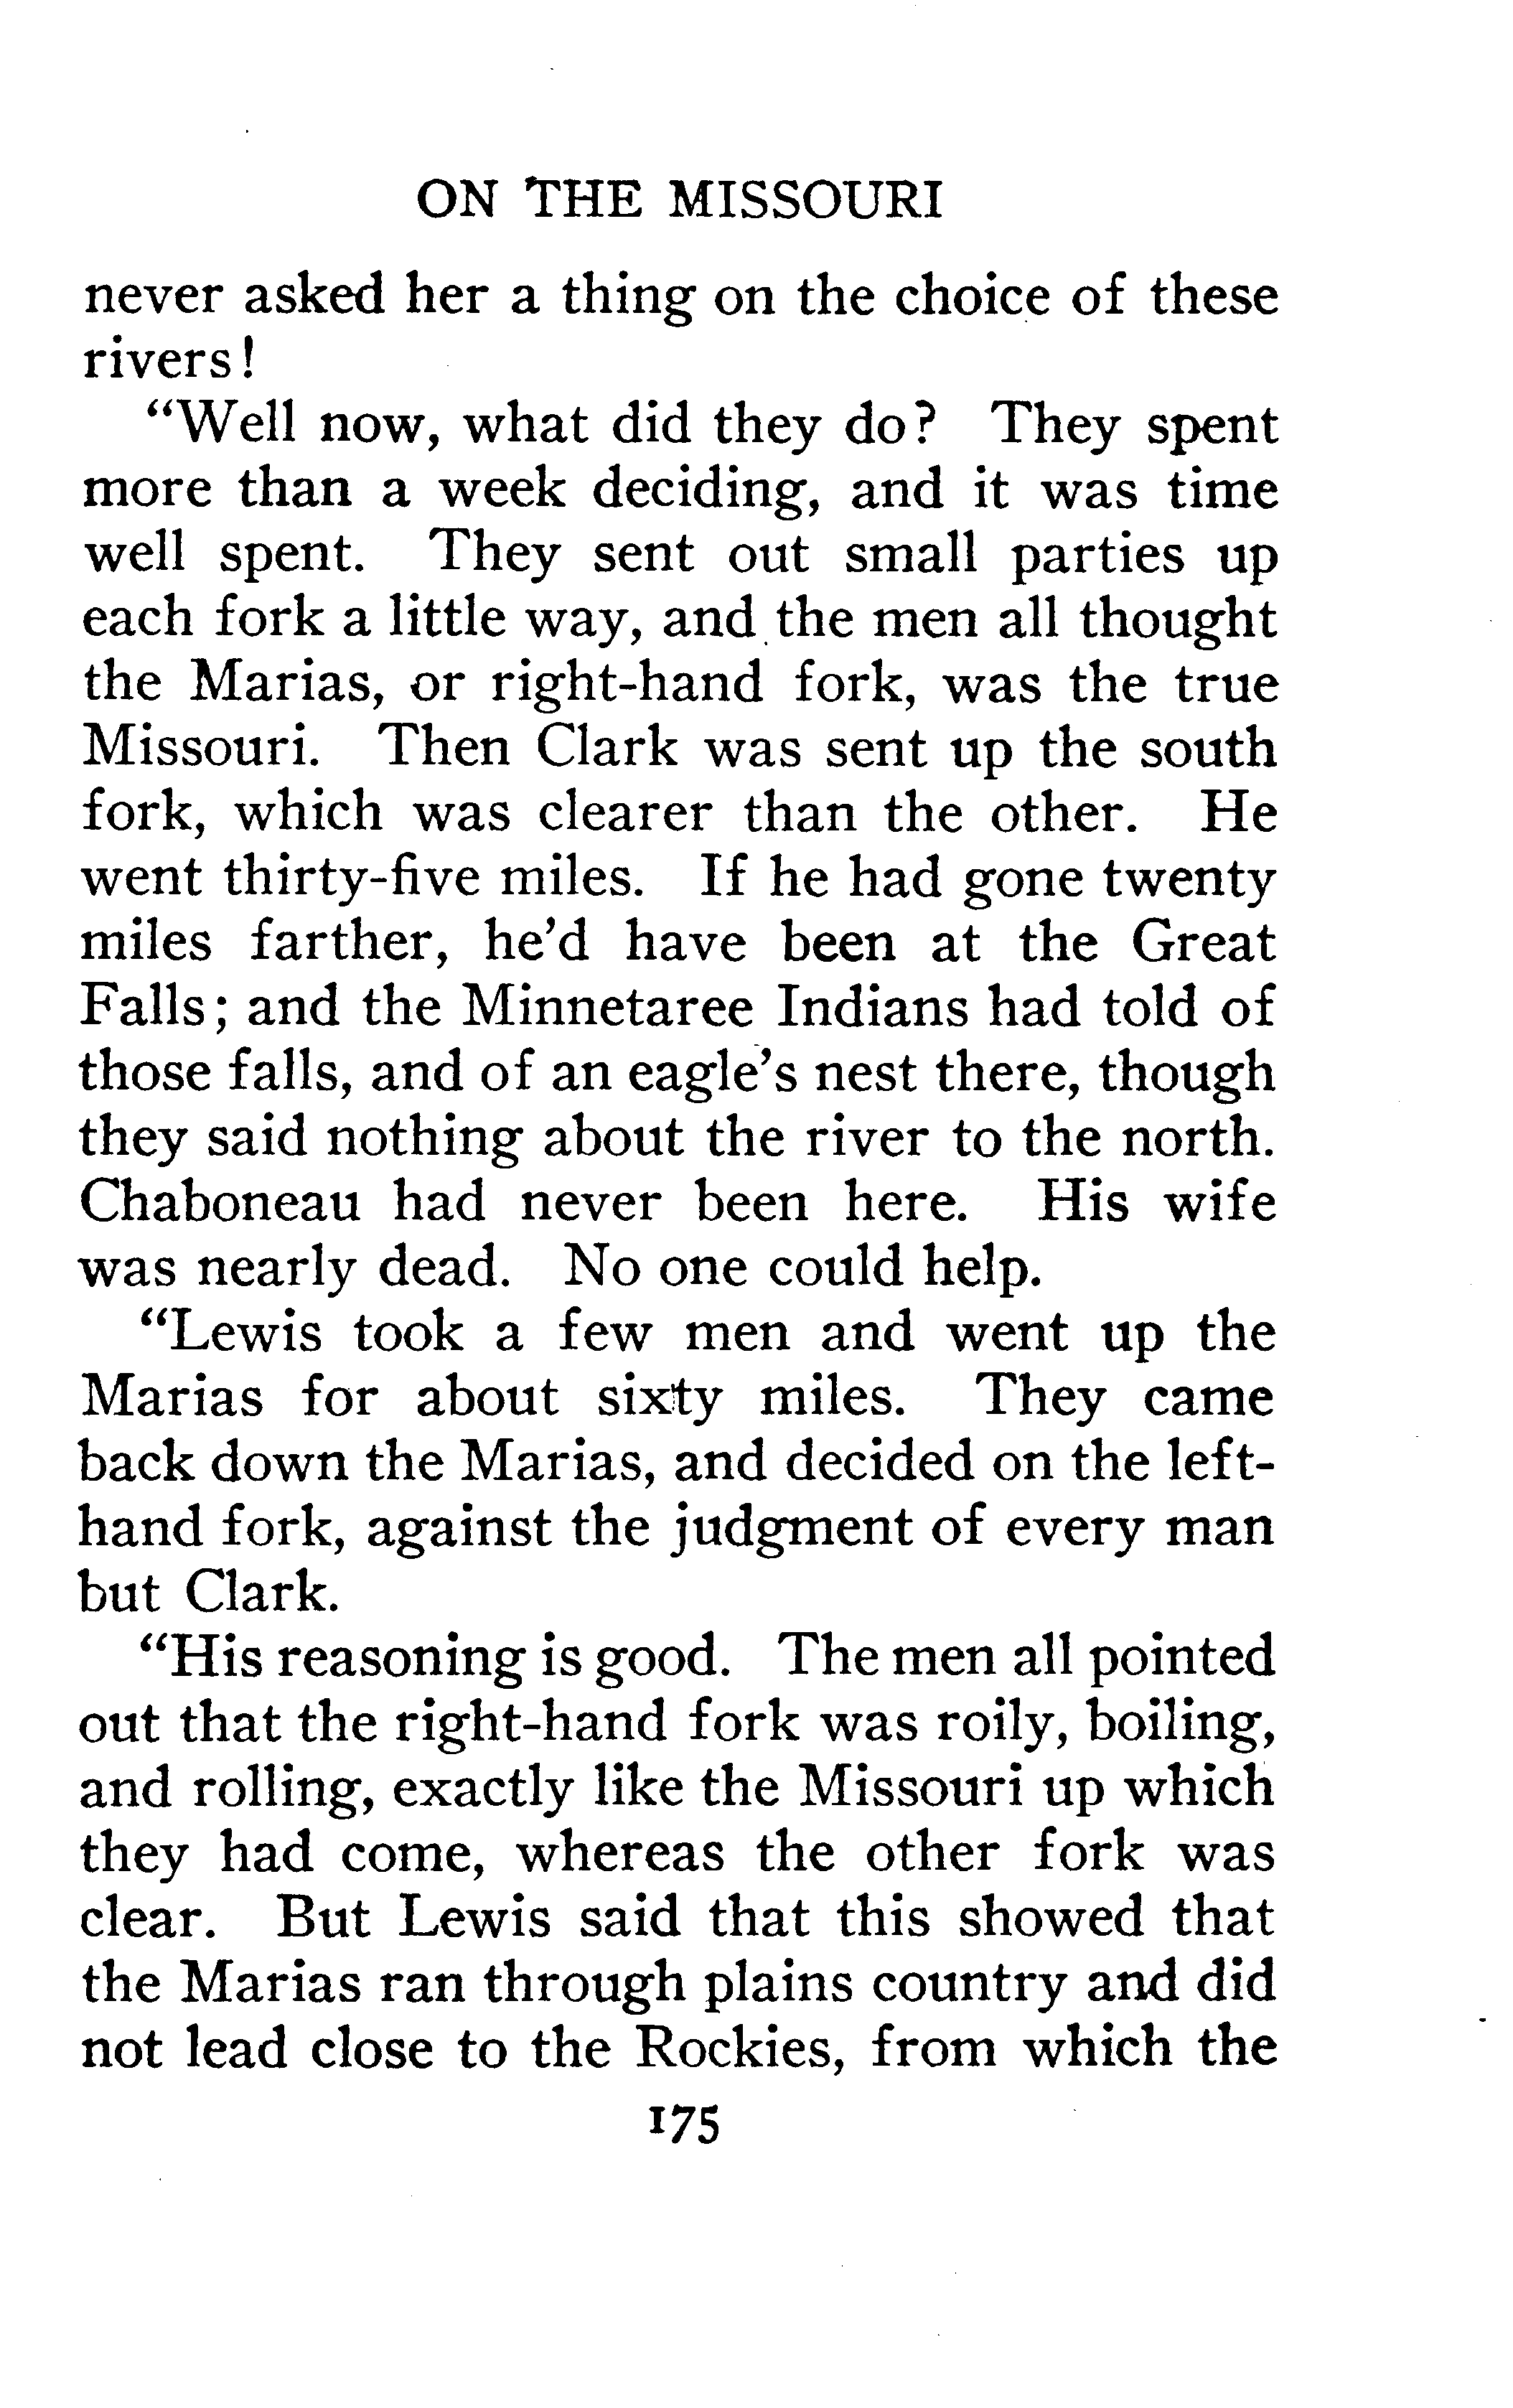 ON THE MISSOURI
never asked her a thing on the choice of these
rivers!
“Well now, what did they do? They spent
more than a week deciding, and it was time
well spent. They sent out small parties up
each fork a little way, and the men all thought
the Marias, or right-hand fork, was the true
Missouri. Then Clark was sent up the south
fork, which was clearer than the other. He
went thirty-five miles. If he had gone twenty
miles farther, he’d have been at the Great
Falls; and the Minnetaree Indians had told of
those falls, and of an eagle’s nest there, though
they said nothing about the river to the north.
Chaboneau had never been here. His wife
was nearly dead. No one could help.
“Lewis took a few men and went up the
Marias for about sixty miles. They came
back down the Marias, and decided on the left-
hand fork, against the judgment of every man
but Clark.
“His reasoning is good. The men all pointed
out that the right-hand fork was roily, boiling,
and rolling, exactly like the Missouri up which
they had come, whereas the other fork was
clear. But Lewis said that this showed that
the Marias ran through plains country and did
not lead close to the Rockies, from which the
175